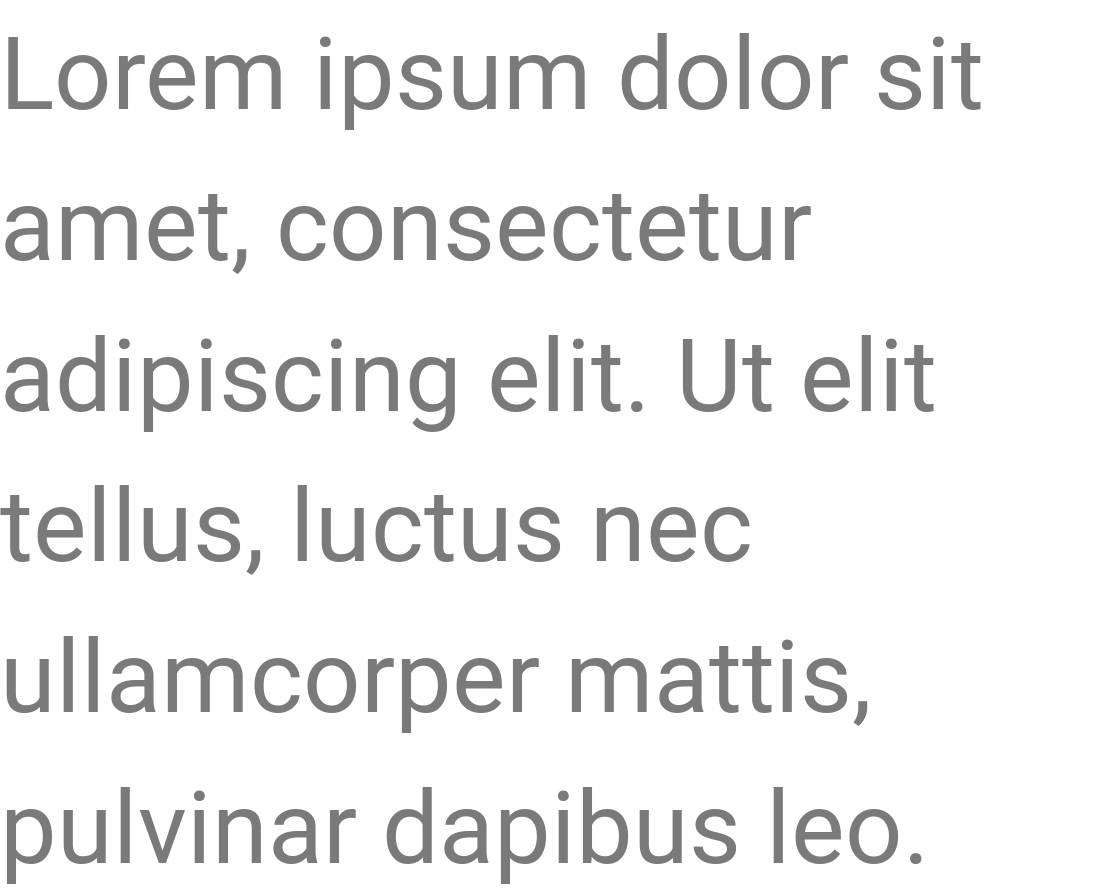 Lorem ipsum dolor sit
amet, consectetur
adipiscing elit. Ut elit
tellus, luctus nec
ullamcorper mattis,
pulvinar dapibus leo.